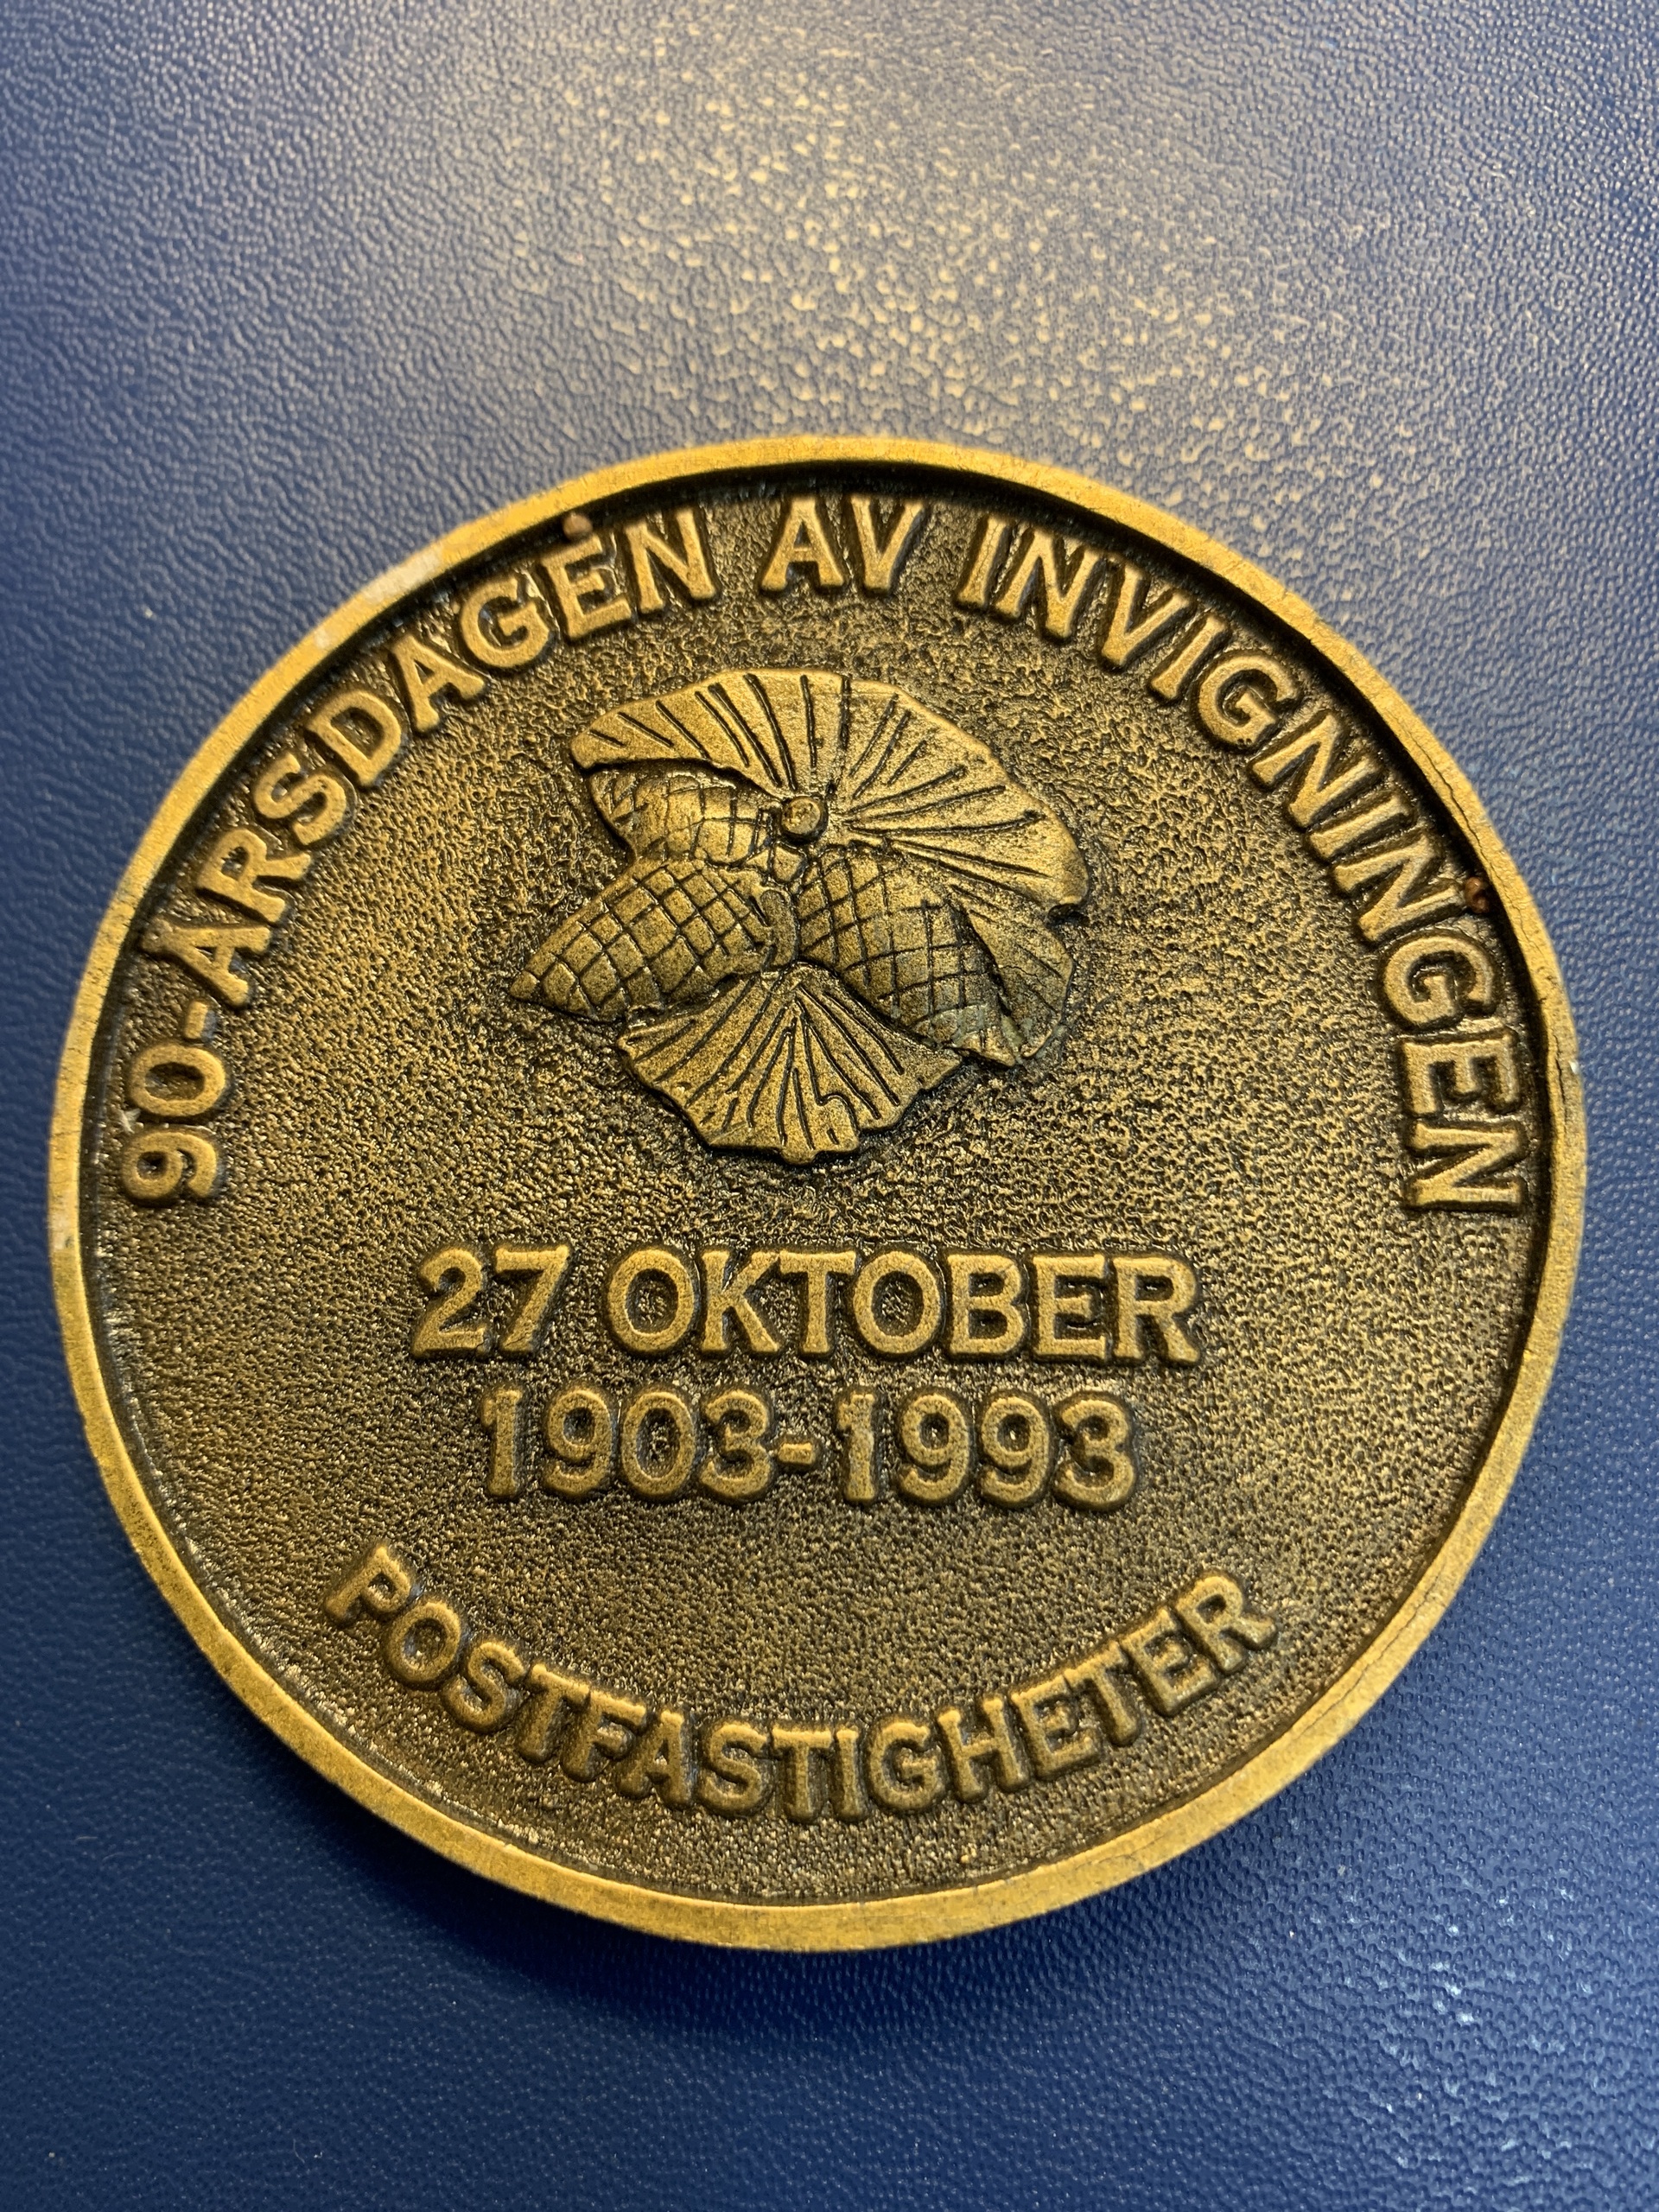 90-ÅRSDAGEN AV INVIGNINGEN
27 OKTOBER
1903-1993
POSTFASTIGHETER